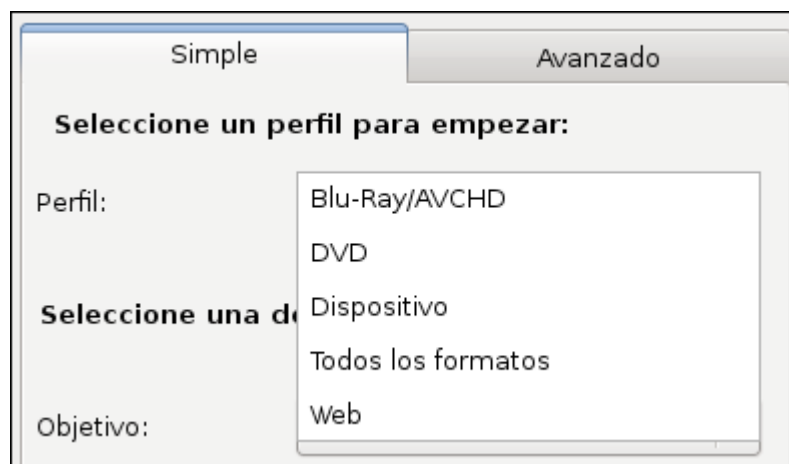 Simple
Avanzado
Seleccione un perfil para empezar:
Perfil:
Blu-Ray/AVCHD
DVD
Dispositivo
Seleccione una
Todos los formatos
Web
Objetivo: